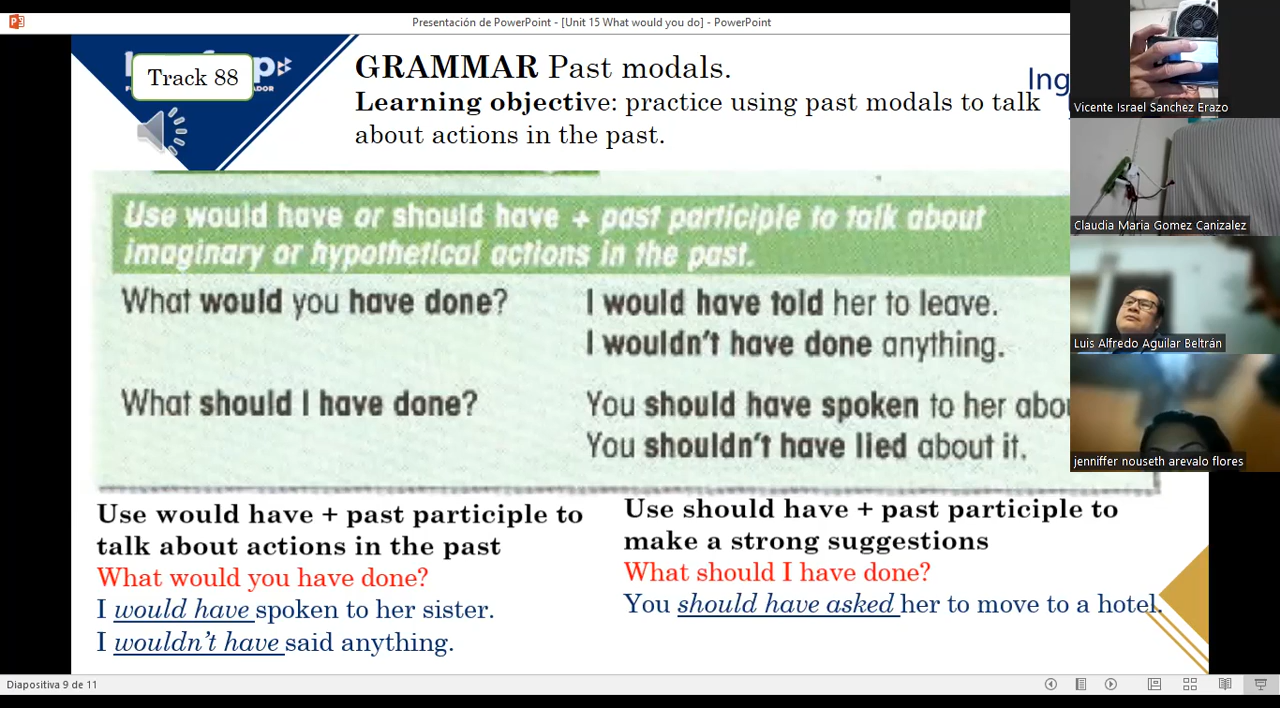 Presentación de PowerPoint - [Unit 15 What would you do] - PowerPoint
Track 88
GRAMMAR Past modals.
Learning objective: practice using past modals to talk
about actions in the past.
Use would have or should have + past participle to talk about
imaginary or hypothetical actions in the past.
What would you have done?
I would have told her to leave.
I wouldn't have done anything.
What should I have done?
You should have spoken to her
You shouldn't have lied about it.
Use would have + past participle to
talk about actions in the past
What would you have done?
I would have spoken to her sister.
I wouldn't have said anything.
Use should have + past participle to
make a strong suggestions
What should I have done?
You should have asked her to move to a hotel.
Vicente Israel Sanchez Erazo
Claudia Maria Gomez Canizalez
Luis Alfredo Aguilar Beltrán
jenniffer nouseth arevalo flores
Diapositiva 9 de 11